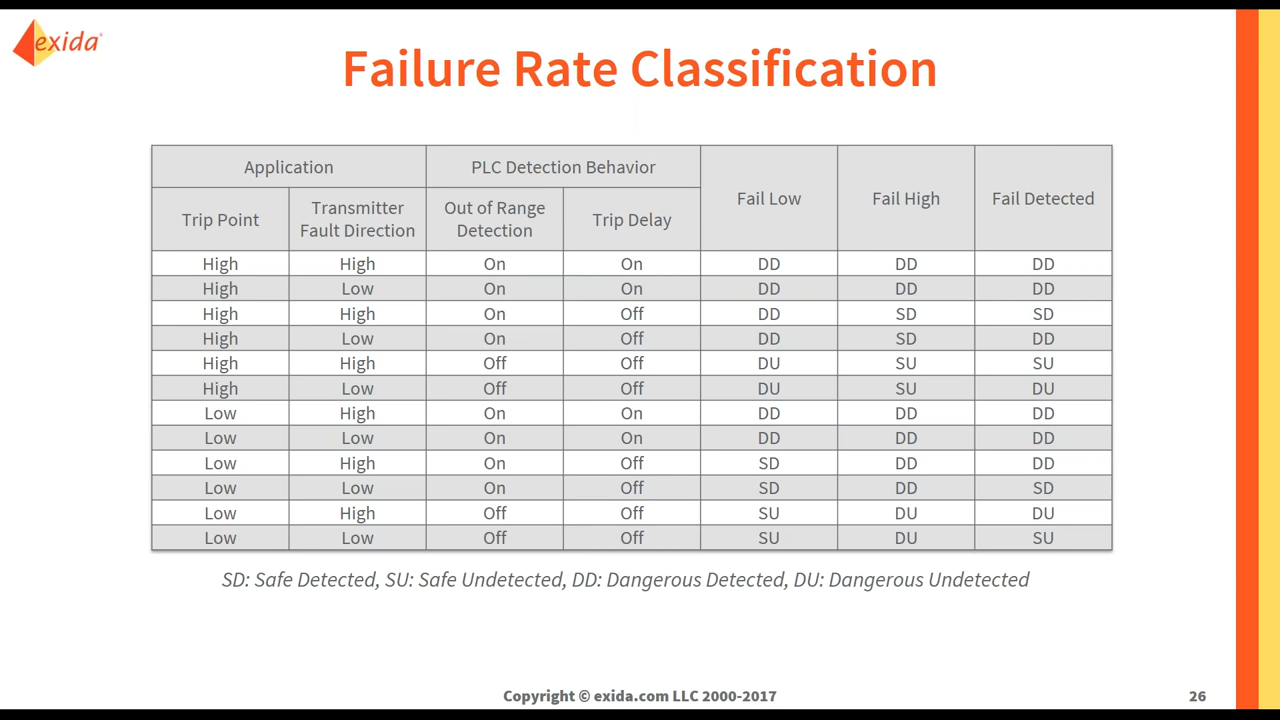 exida
Failure Rate Classification
Application PLC Detection Behavior Fail Low Fail High Fail Detected
Trip Point Transmitter Fault Direction Out of Range Detection Trip Delay
High High On On DD DD DD
High Low On On DD DD DD
High High On Off DD SD SD
High Low On Off DD SD DD
High High Off Off DU SU SU
High Low Off Off DU SU DU
Low High On On DD DD DD
Low Low On On DD DD DD
Low High On Off SD DD DD
Low Low On Off SD DD SD
Low High Off Off SU DU DU
Low Low Off Off SU DU SU
SD: Safe Detected, SU: Safe Undetected, DD: Dangerous Detected, DU: Dangerous Undetected
Copyright © exida.com LLC 2000-2017
26